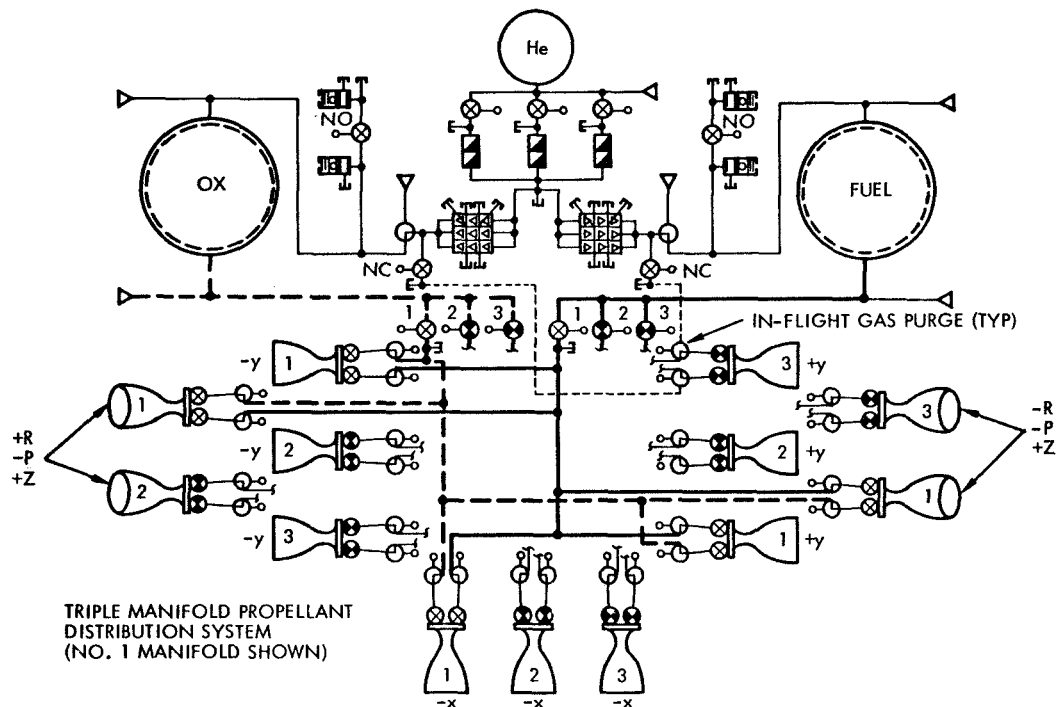 He
NO
NO
OX
FUEL
NC
NC
1 2 3
1 2 3
IN-FLIGHT GAS PURGE (TYP)
-y 1
3 +y
1
3
+R
-P
+Z
-R
-P
+Z
-y 2
2 +y
2
1
-y 3
1 +y
TRIPLE MANIFOLD PROPELLANT
DISTRIBUTION SYSTEM
(NO. 1 MANIFOLD SHOWN)
1 2 3
-x -x -x